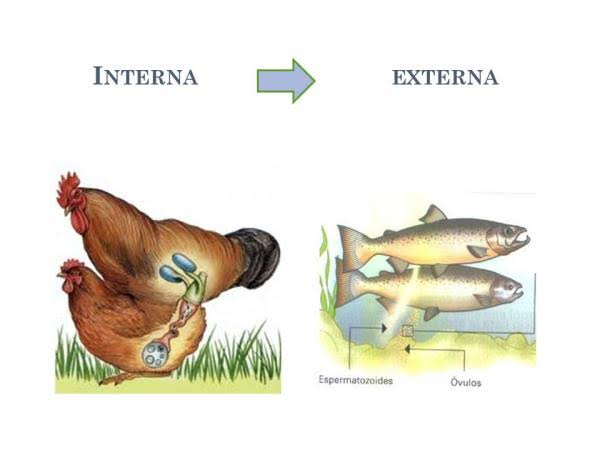 INTERNA
EXTERNA
Espermatozoides
Óvulos